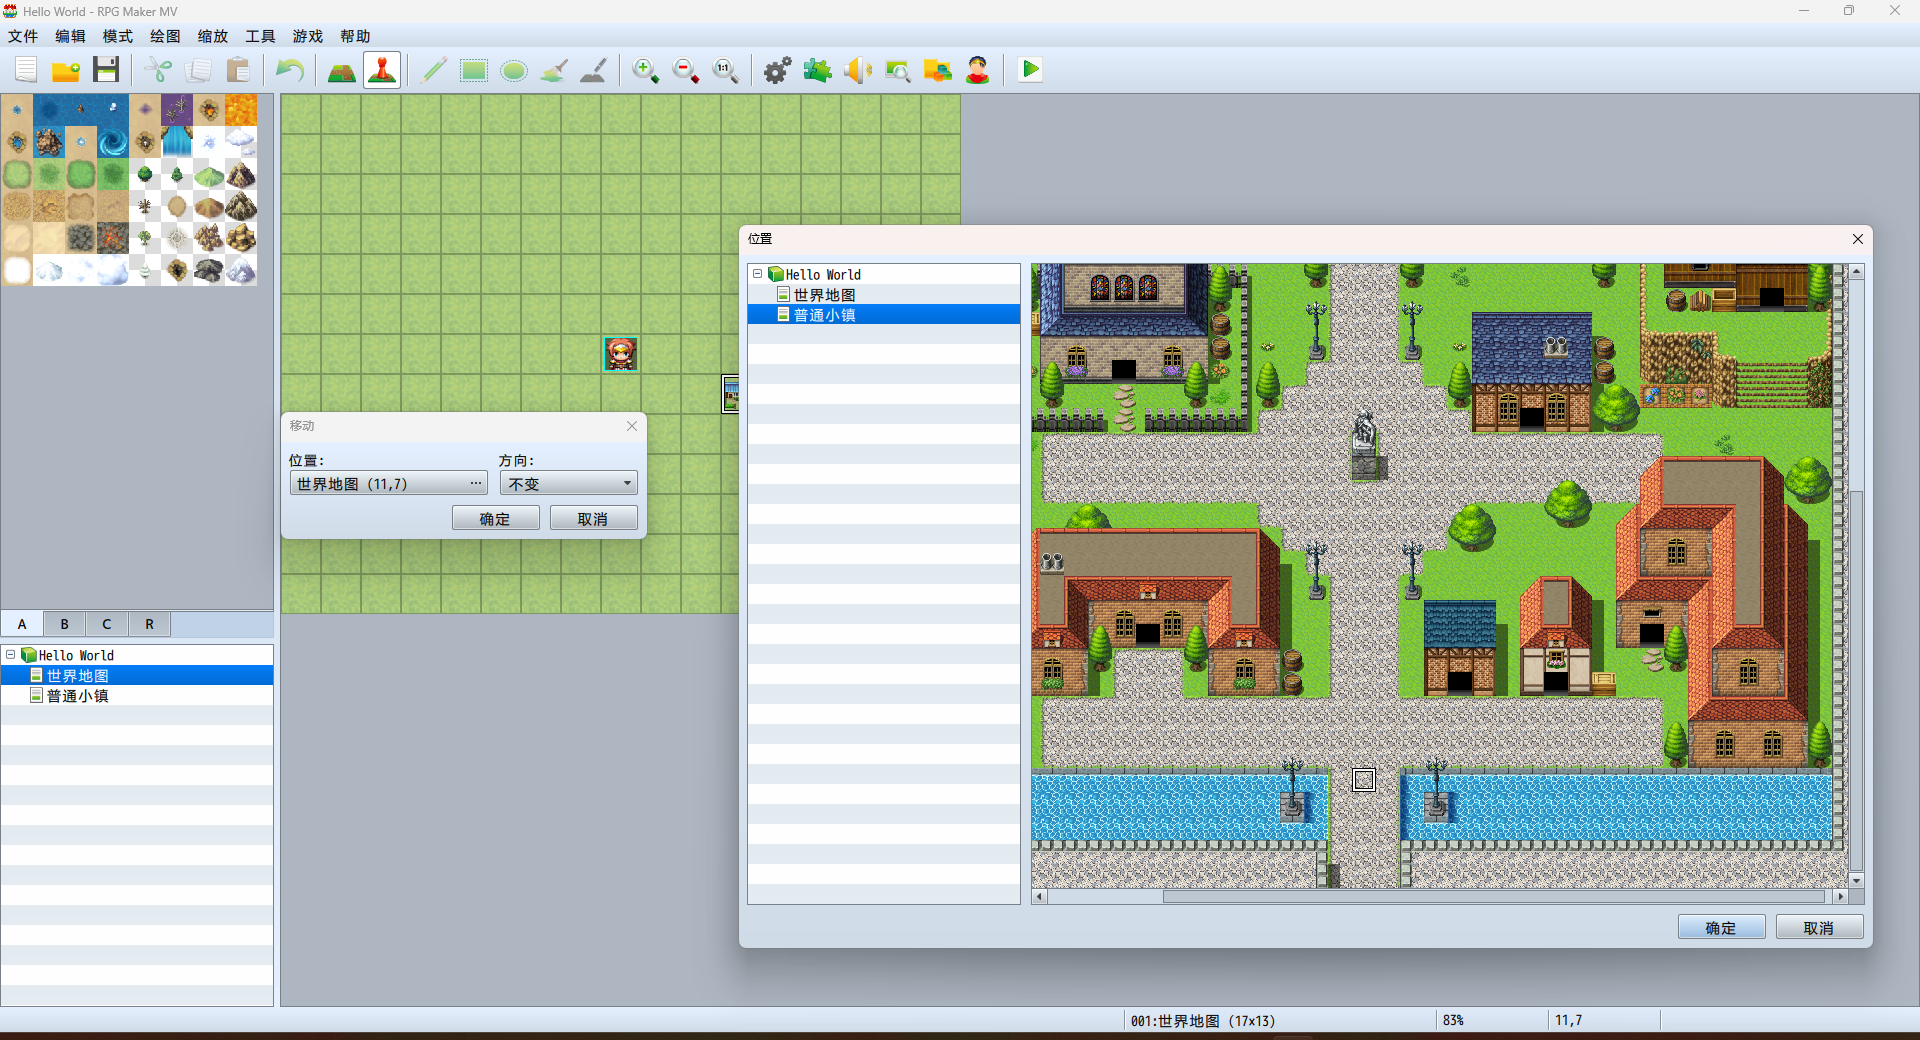 Hello World - RPG Maker MV
文件 编辑 模式 绘图 缩放 工具 游戏 帮助
1:1
位置
Hello World
世界地图
普通小镇
移动
位置: 方向:
世界地图 (11,7) ... 不变
确定 取消
A B C R
Hello World
世界地图
普通小镇
确定 取消
001:世界地图 (17x13) 83% 11,7